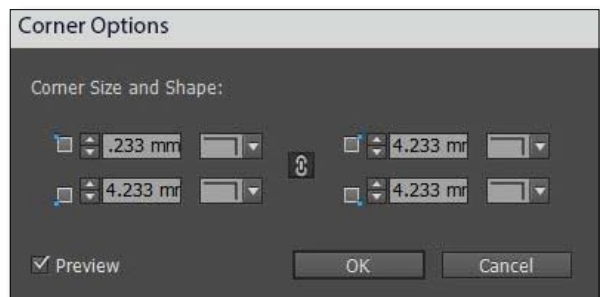 Corner Options
Corner Size and Shape:
.233 mm 4.233 mr
4.233 mr 4.233 mr
Preview OK Cancel